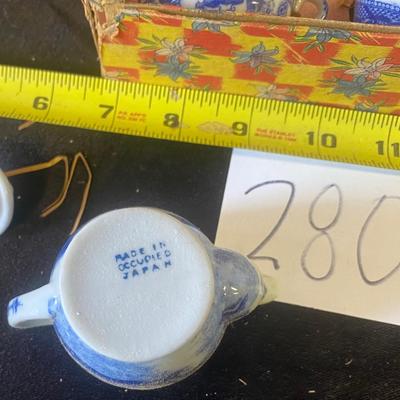 6 7 8 9 10 11
280
MADE IN
OCCUPIED
JAPAN